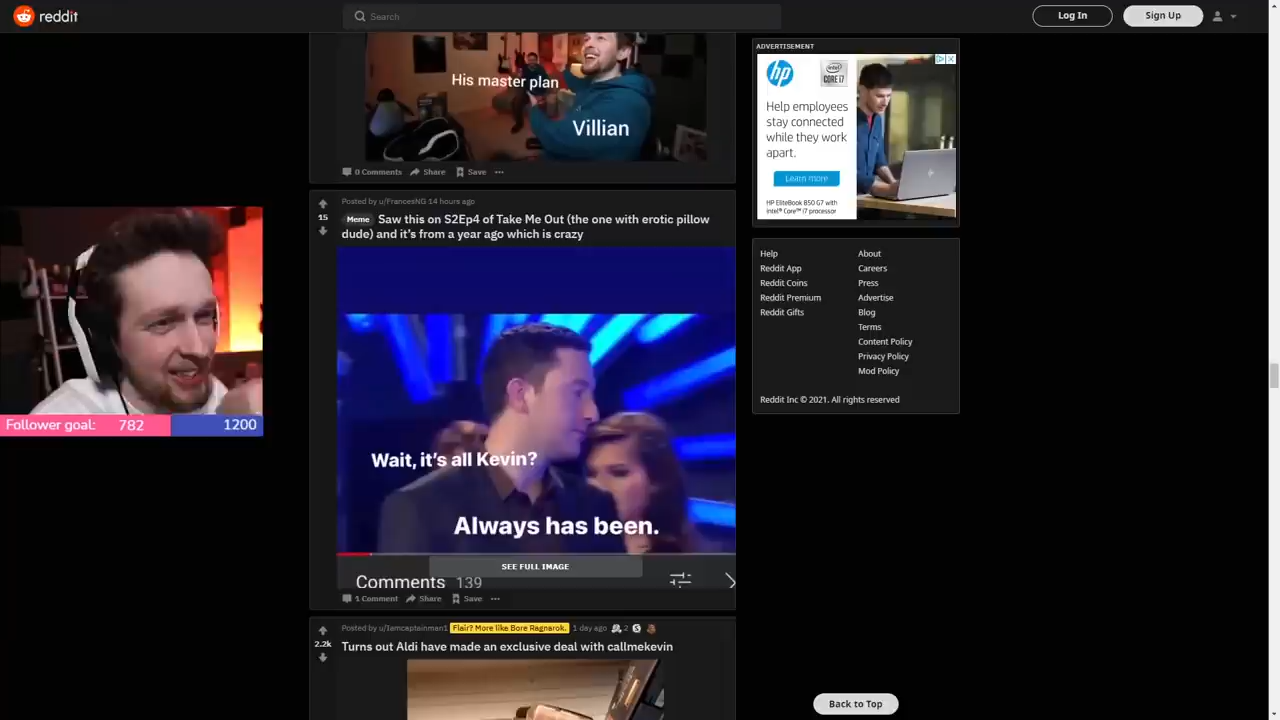 reddit
Search
Log In
Sign Up
His master plan
Villian
0 Comments Share Save
ADVERTISEMENT
hp
intel
CORE i7
Help employees
stay connected
while they work
apart.
Learn more
HP EliteBook 850 G7 with
Intel® Core™ i7 processor
Posted by u/FrancesNG 14 hours ago
15
Meme Saw this on S2Ep4 of Take Me Out (the one with erotic pillow
dude) and it's from a year ago which is crazy
Wait, it's all Kevin?
Always has been.
SEE FULL IMAGE
Comments 139
1 Comment Share Save
Help
Reddit App
Reddit Coins
Reddit Premium
Reddit Gifts
About
Careers
Press
Advertise
Blog
Terms
Content Policy
Privacy Policy
Mod Policy
Reddit Inc © 2021. All rights reserved
Follower goal: 782 1200
Posted by u/Iamcaptainman1 Flair? More like Bore Ragnarok. 1 day ago 2
2.2k
Turns out Aldi have made an exclusive deal with callmekevin
Back to Top